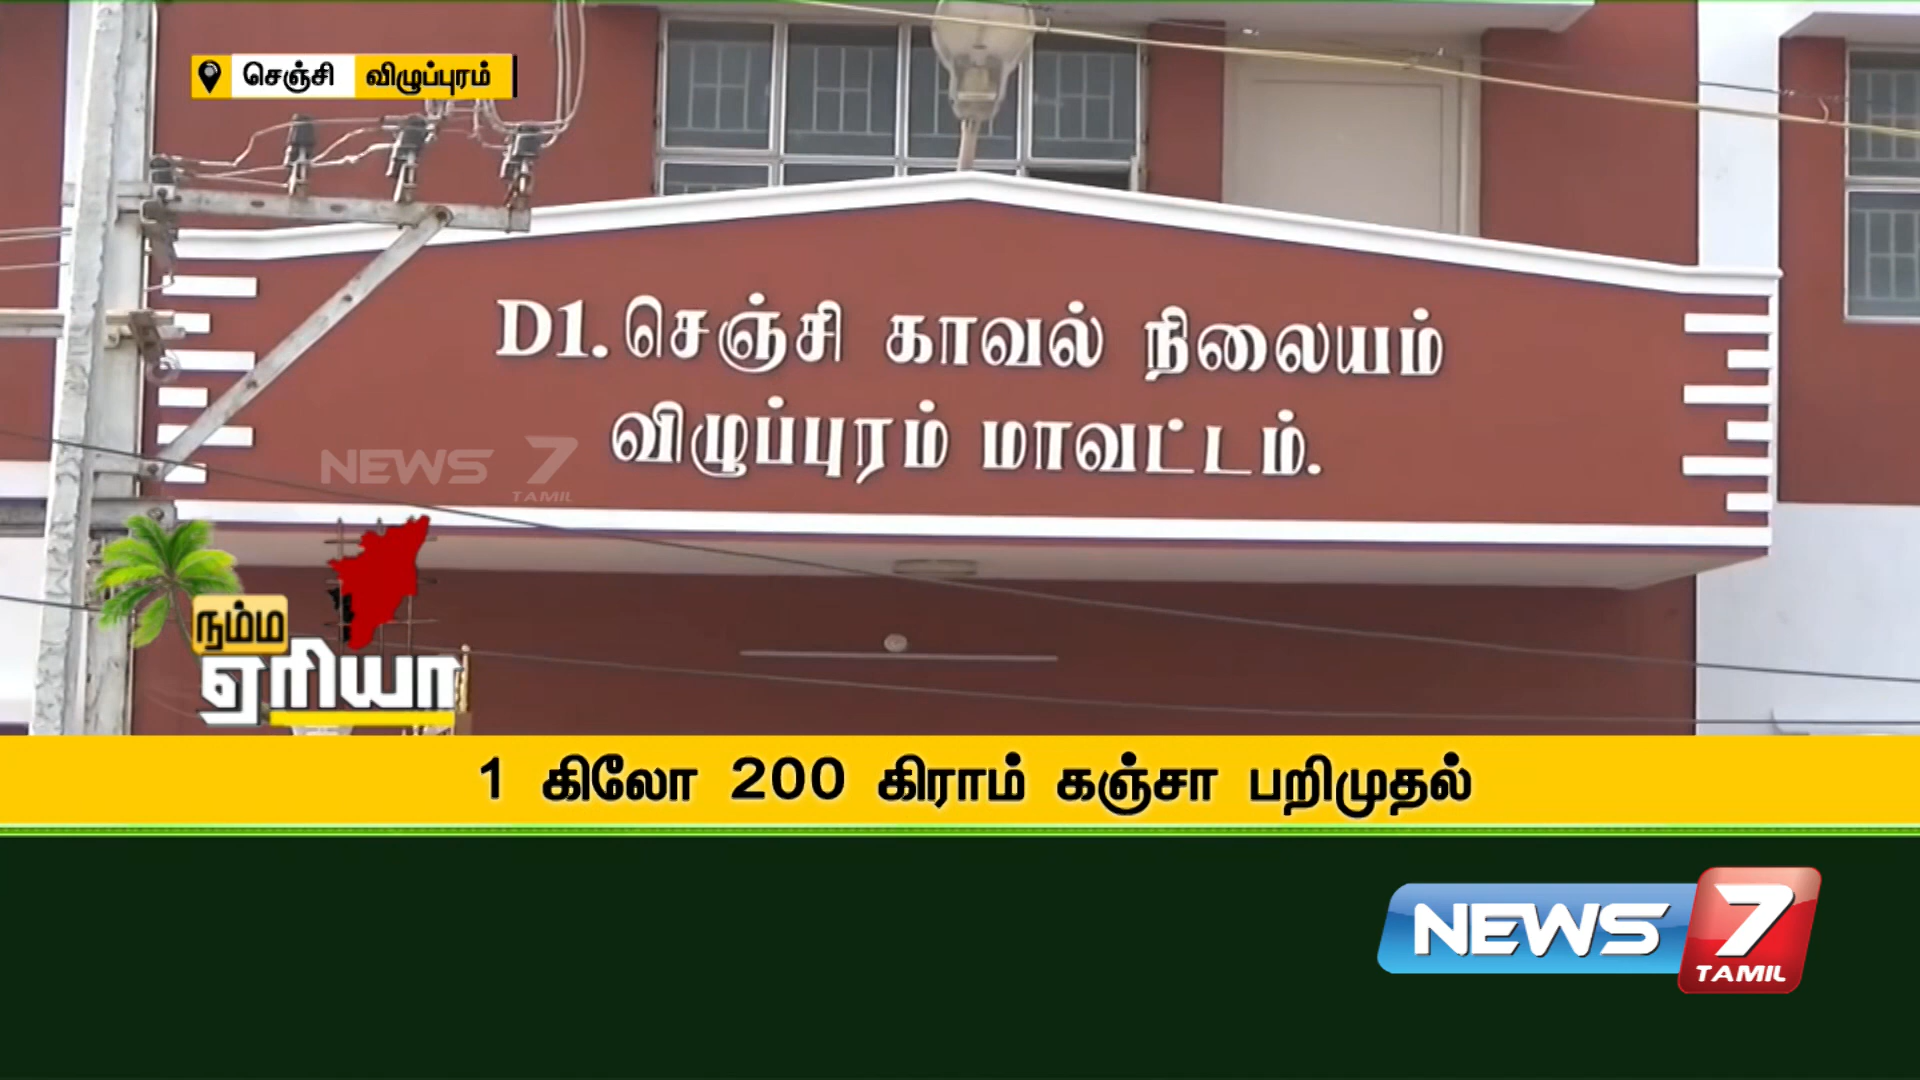 செஞ்சி விழுப்புரம்
D1. செஞ்சி காவல் நிலையம்
விழுப்புரம் மாவட்டம்.
NEWS 7
TAMIL
நம்ம
ஏரியா
1 கிலோ 200 கிராம் கஞ்சா பறிமுதல்
NEWS 7
TAMIL